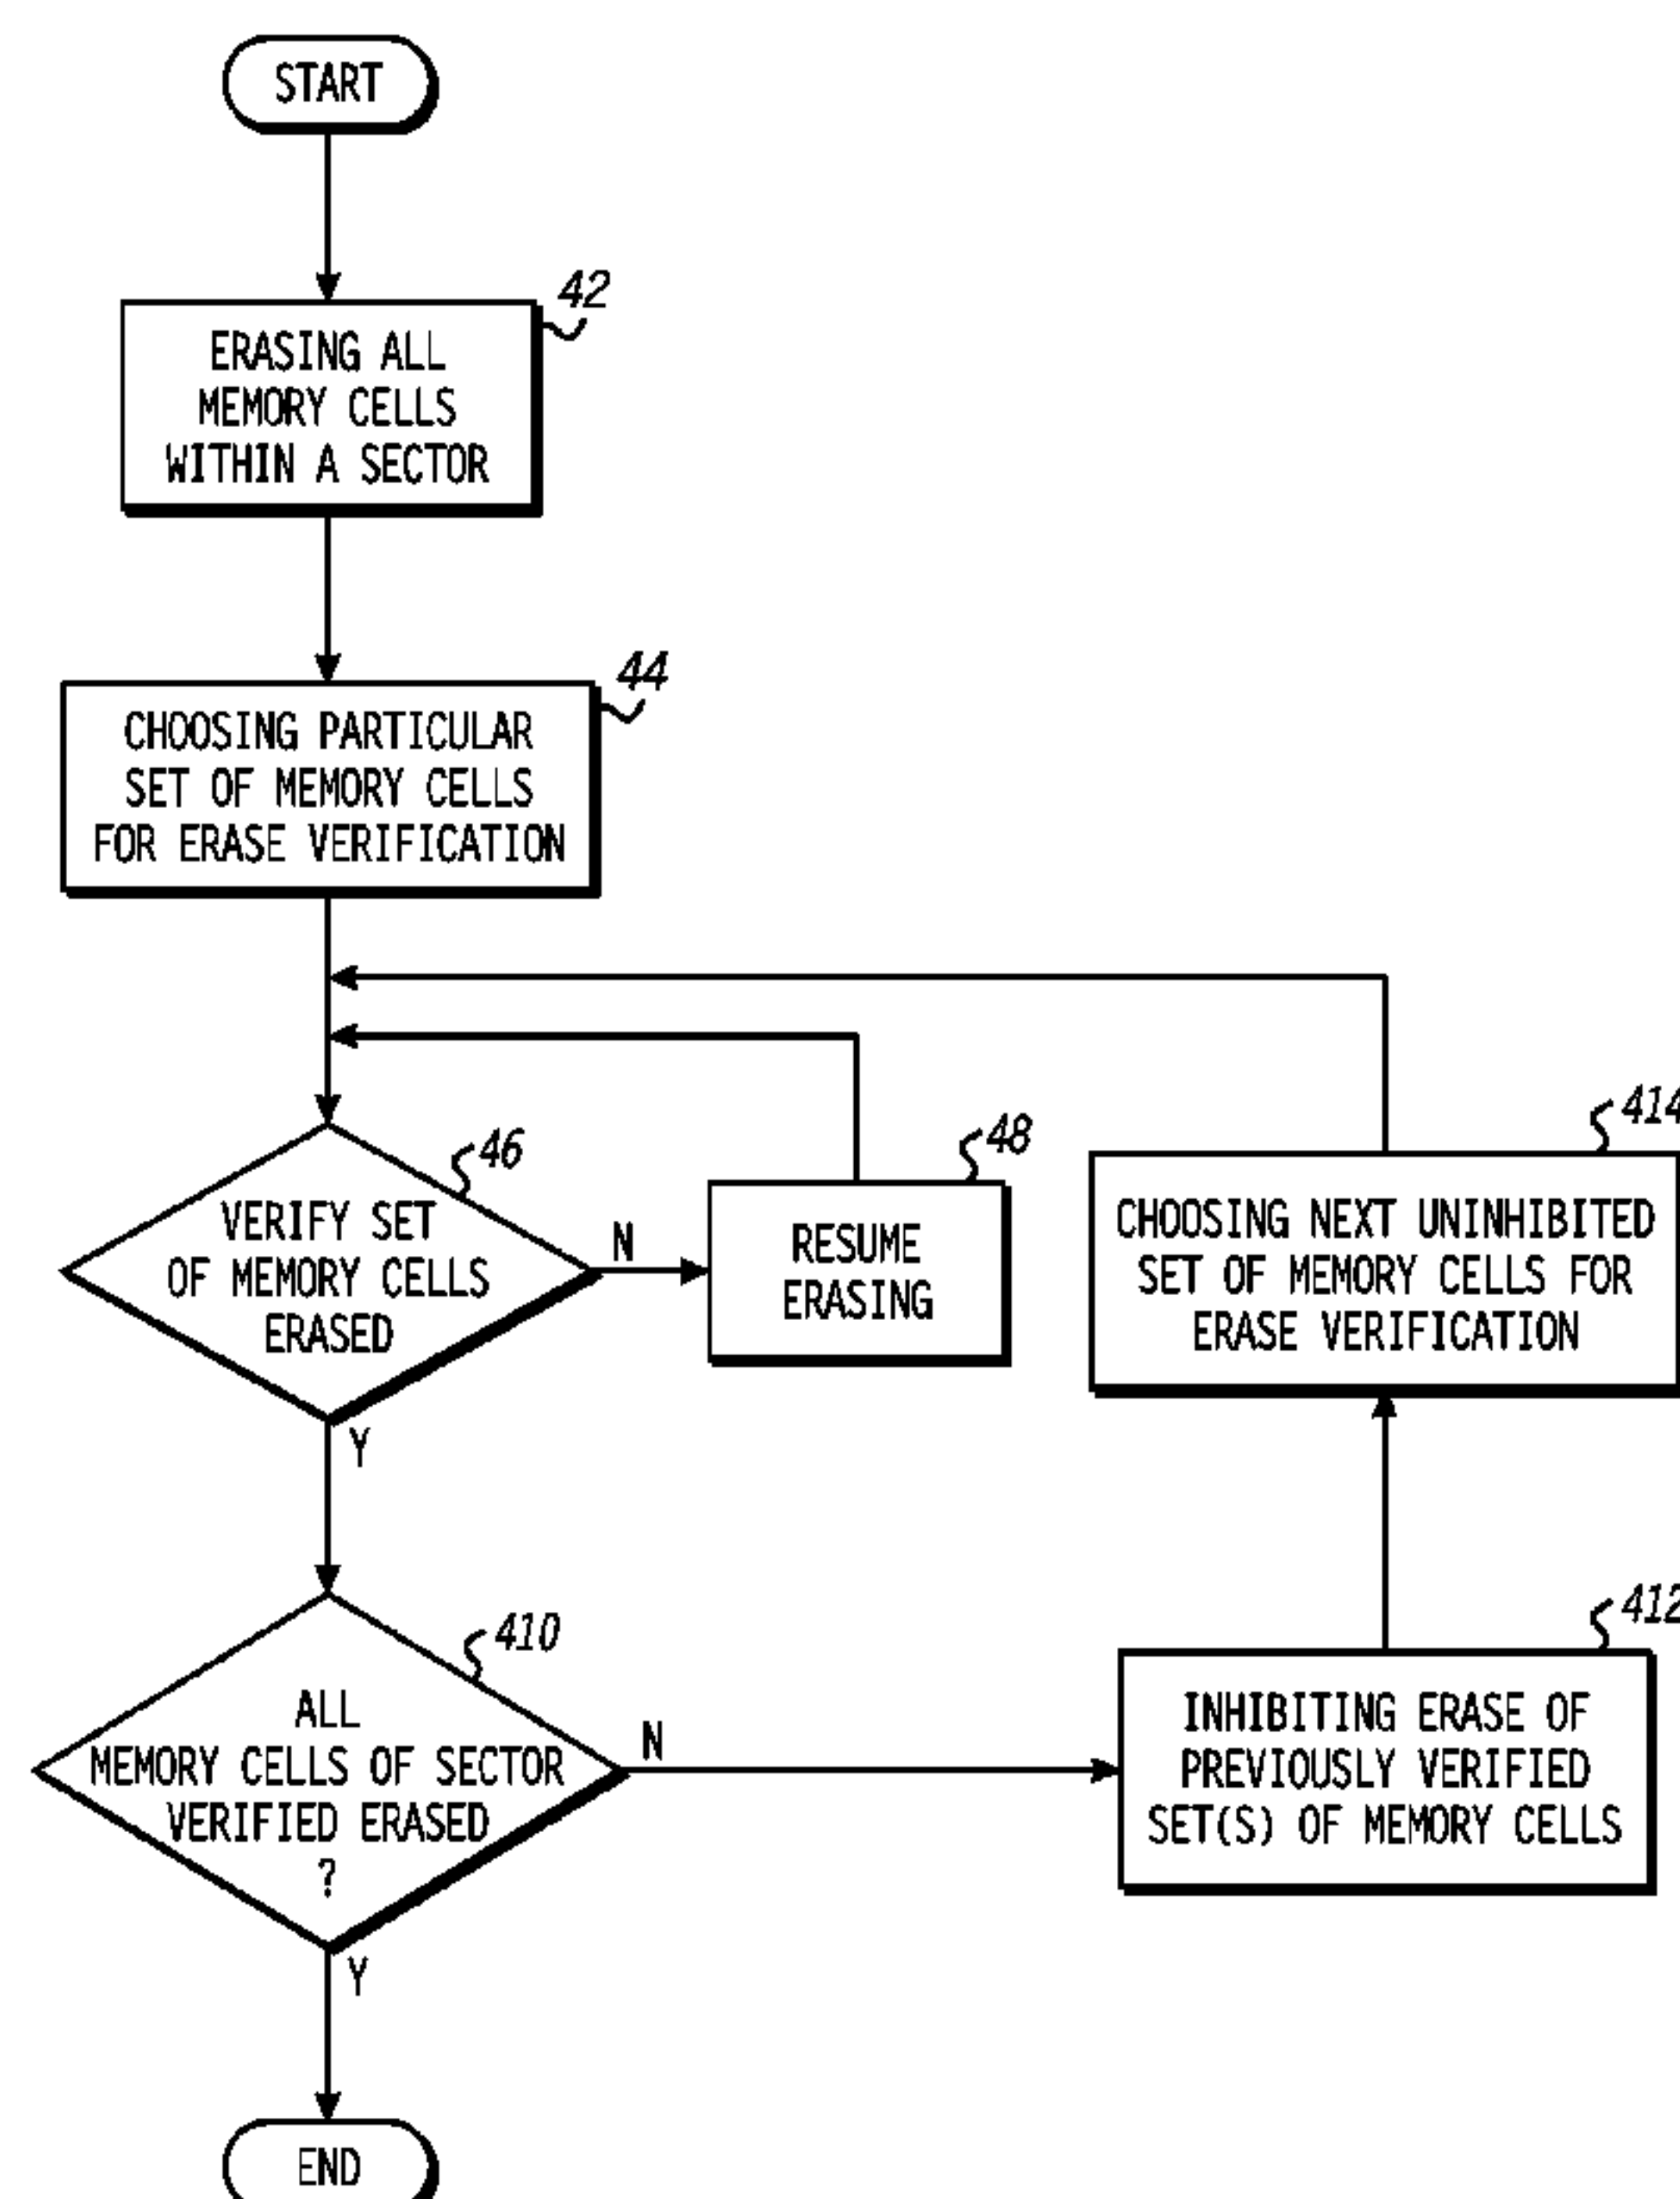 START
42
ERASING ALL
MEMORY CELLS
WITHIN A SECTOR
44
CHOOSING PARTICULAR
SET OF MEMORY CELLS
FOR ERASE VERIFICATION
46
VERIFY SET
OF MEMORY CELLS
ERASED
N
Y
48
RESUME
ERASING
414
CHOOSING NEXT UNINHIBITED
SET OF MEMORY CELLS FOR
ERASE VERIFICATION
410
ALL
MEMORY CELLS OF SECTOR
VERIFIED ERASED
?
N
Y
412
INHIBITING ERASE OF
PREVIOUSLY VERIFIED
SET(S) OF MEMORY CELLS
END